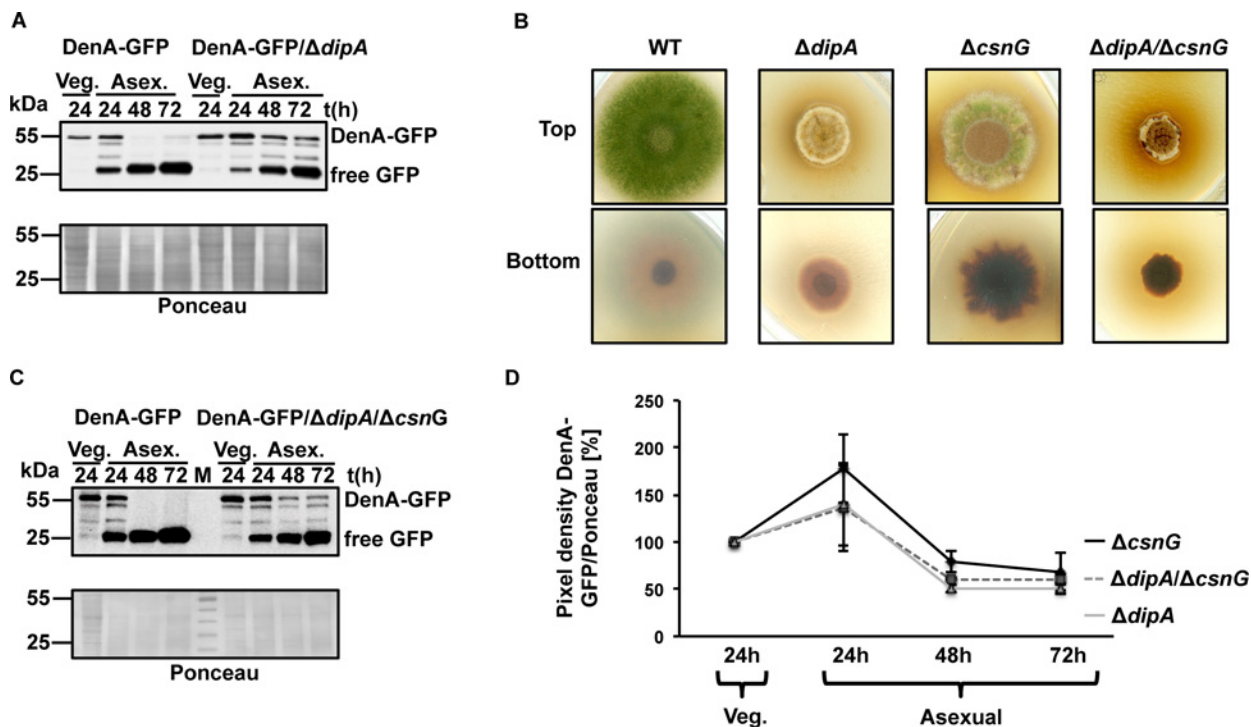 A
DenA-GFP DenA-GFP/ΔdipA
Veg. Asex. Veg. Asex.
kDa 24 24 48 72 24 24 48 72 t(h)
55 DenA-GFP
25 free GFP
55
25
Ponceau
B
WT ΔdipA ΔcsnG ΔdipA/ΔcsnG
Top
Bottom
C
DenA-GFP DenA-GFP/ΔdipA/ΔcsnG
Veg. Asex. Veg. Asex.
kDa 24 24 48 72 M 24 24 48 72 t(h)
55 DenA-GFP
25 free GFP
55
25
Ponceau
D
Pixel density DenA-
GFP/Ponceau [%]
250
200
150
100
50
0
24h 24h 48h 72h
Veg. Asexual
ΔcsnG
ΔdipA/ΔcsnG
ΔdipA